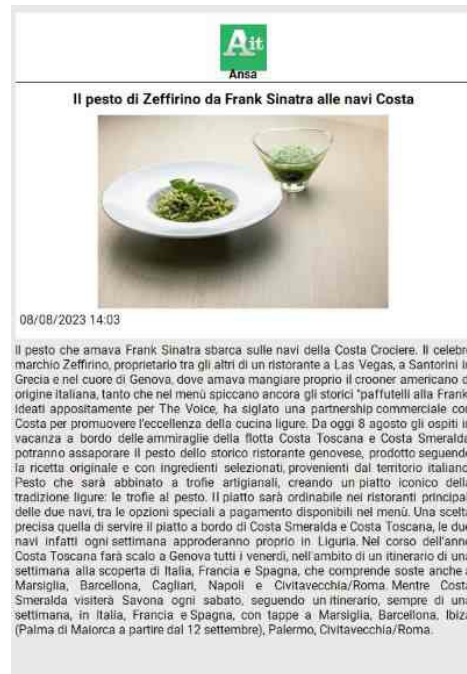 Ait
Ansa
Il pesto di Zeffirino da Frank Sinatra alle navi Costa
08/08/2023 14:03
Il pesto che amava Frank Sinatra sbarca sulle navi della Costa Crociere. Il celebre
marchio Zeffirino, proprietario tra gli altri di un ristorante a Las Vegas, a Santorini in
Grecia e nel cuore di Genova, dove amava mangiare proprio il crooner americano d
origine italiana, tanto che nel menù spiccano ancora gli storici "paffutelli alla Frank
ideati appositamente per The Voice, ha siglato una partnership commerciale con
Costa per promuovere l'eccellenza della cucina ligure. Da oggi 8 agosto gli ospiti in
vacanza a bordo delle ammiraglie della flotta Costa Toscana e Costa Smeralda
potranno assaporare il pesto dello storico ristorante genovese, prodotto seguendo
la ricetta originale e con ingredienti selezionati, provenienti dal territorio italiano
Pesto che sarà abbinato a trofie artigianali, creando un piatto iconico della
tradizione ligure: le trofie al pesto. Il piatto sarà ordinabile nei ristoranti principal
delle due navi, tra le opzioni speciali a pagamento disponibili nel menù. Una scelta
precisa quella di servire il piatto a bordo di Costa Smeralda e Costa Toscana, le due
navi infatti ogni settimana approderanno proprio in Liguria. Nel corso dell'anno
Costa Toscana farà scalo a Genova tutti i venerdì, nell'ambito di un itinerario di una
settimana alla scoperta di Italia, Francia e Spagna, che comprende soste anche a
Marsiglia, Barcellona, Cagliari, Napoli e Civitavecchia/Roma. Mentre Costa
Smeralda visiterà Savona ogni sabato, seguendo un itinerario, sempre di una
settimana, in Italia, Francia e Spagna, con tappe a Marsiglia, Barcellona, Ibiza
(Palma di Maiorca a partire dal 12 settembre), Palermo, Civitavecchia/Roma.